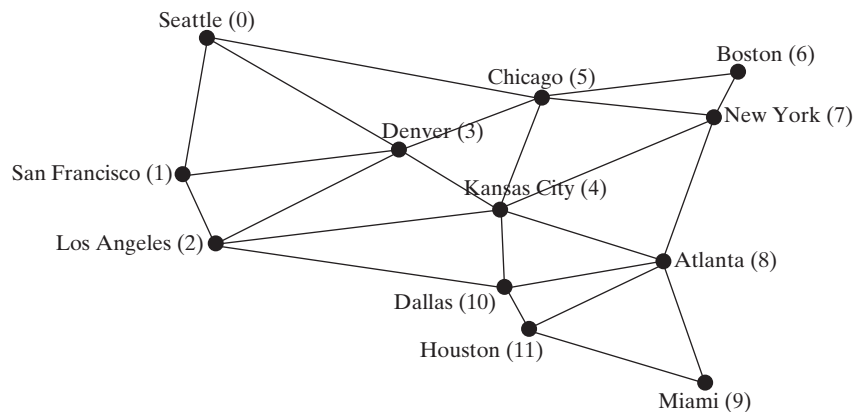 Seattle (0)
Boston (6)
Chicago (5)
New York (7)
Denver (3)
San Francisco (1)
Kansas City (4)
Los Angeles (2)
Atlanta (8)
Dallas (10)
Houston (11)
Miami (9)